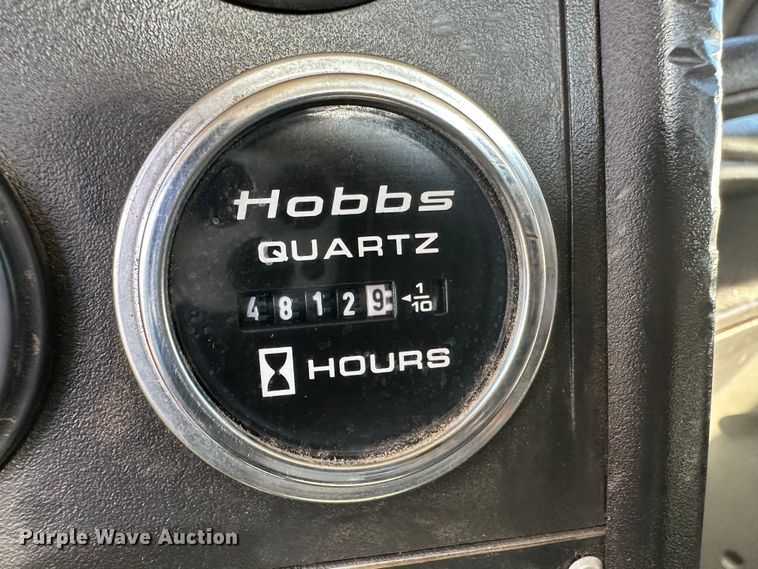 Hobbs
QUARTZ
48129 ◄1/10
HOURS
Purple Wave Auction